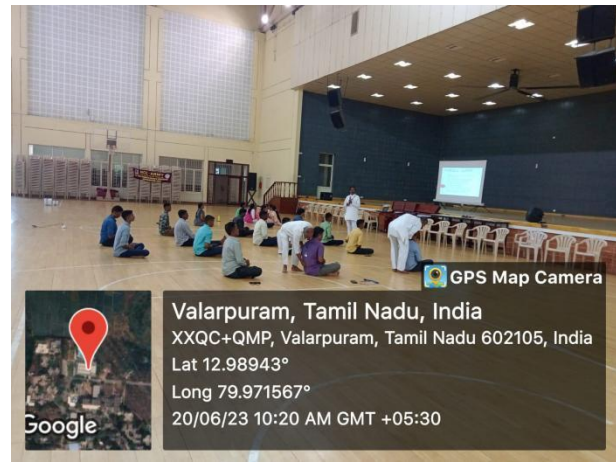 GPS Map Camera
Valarpuram, Tamil Nadu, India
XXQC+QMP, Valarpuram, Tamil Nadu 602105, India
Lat 12.98943°
Long 79.971567°
20/06/23 10:20 AM GMT +05:30
Google